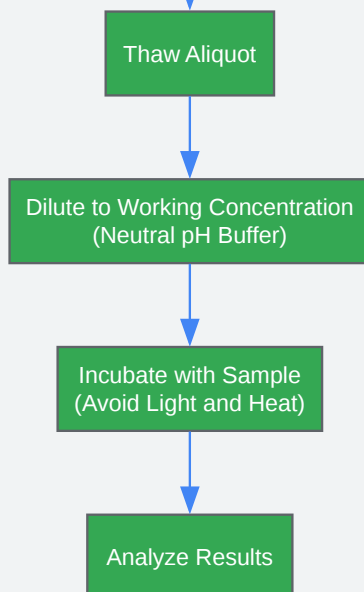 Thaw Aliquot
Dilute to Working Concentration
(Neutral pH Buffer)
Incubate with Sample
(Avoid Light and Heat)
Analyze Results